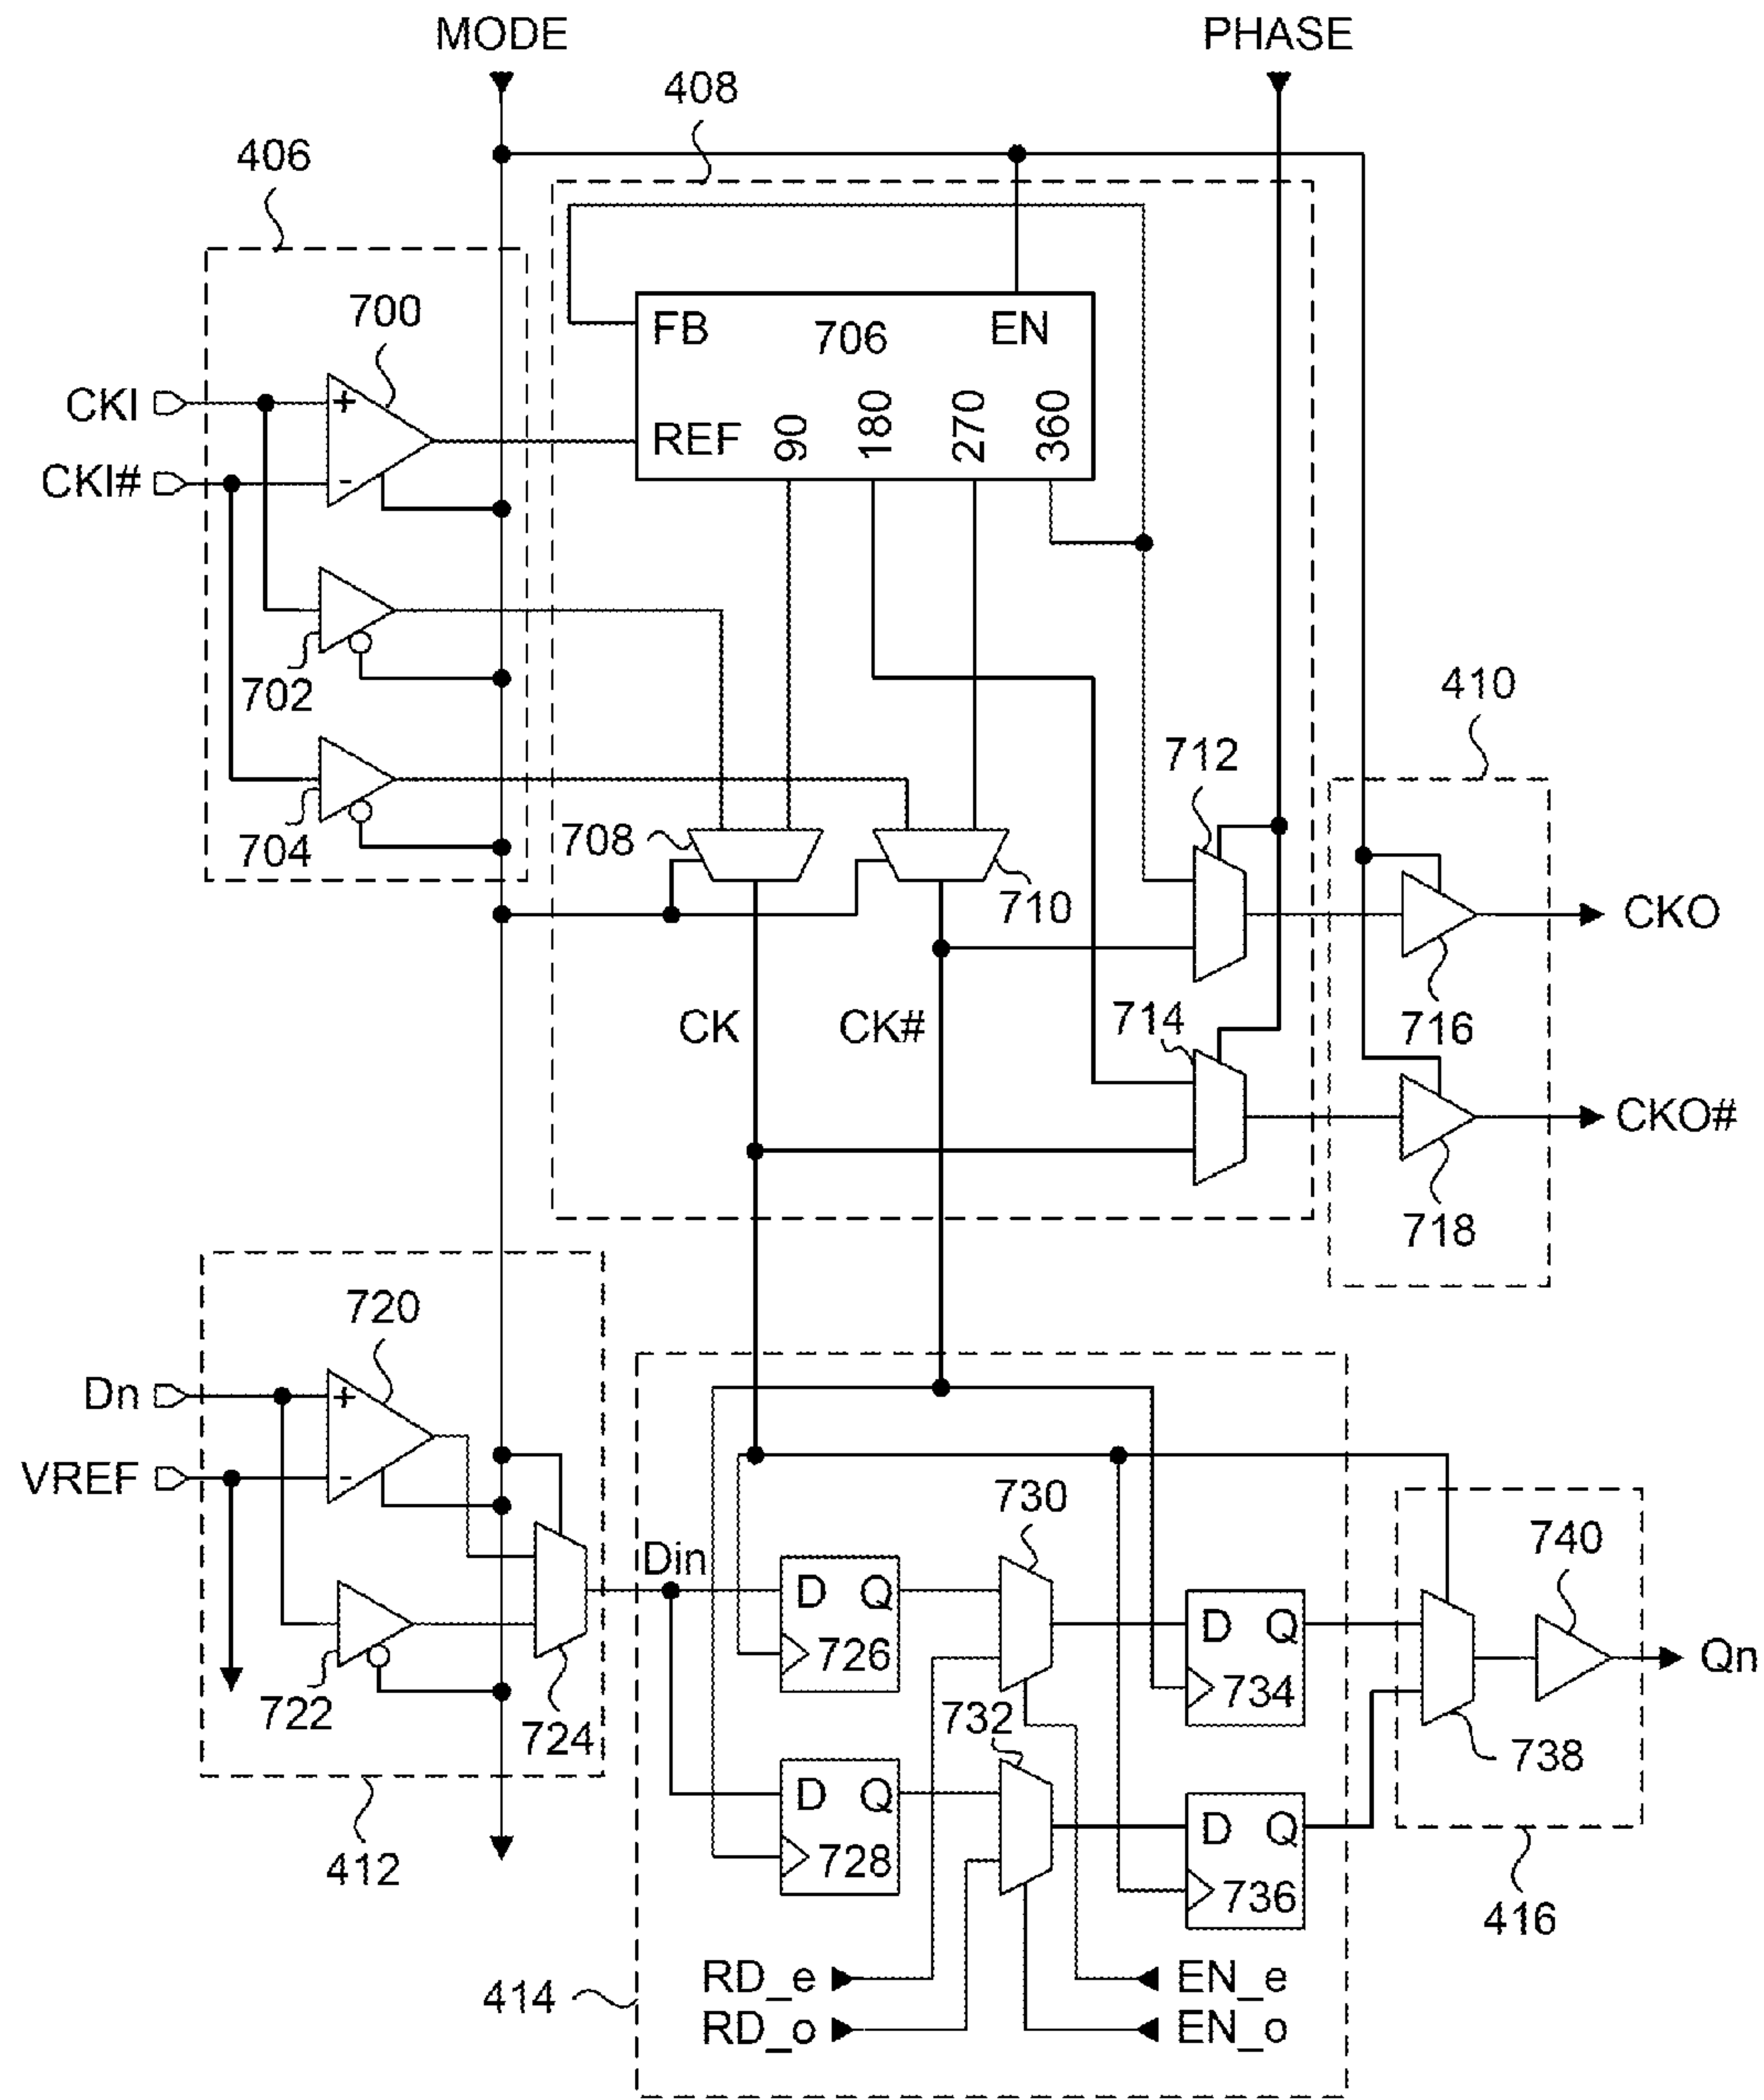 MODE
PHASE
408
406
700
FB
706
EN
CKI
+
REF
90
180
270
360
CKI#
-
702
410
712
704
708
710
CKO
CK
CK#
714
716
CKO#
718
720
Dn
+
VREF
-
730
740
Din
D Q
726
D Q
734
Qn
722
724
732
738
D Q
728
D Q
736
412
416
RD_e
EN_e
414
RD_o
EN_o